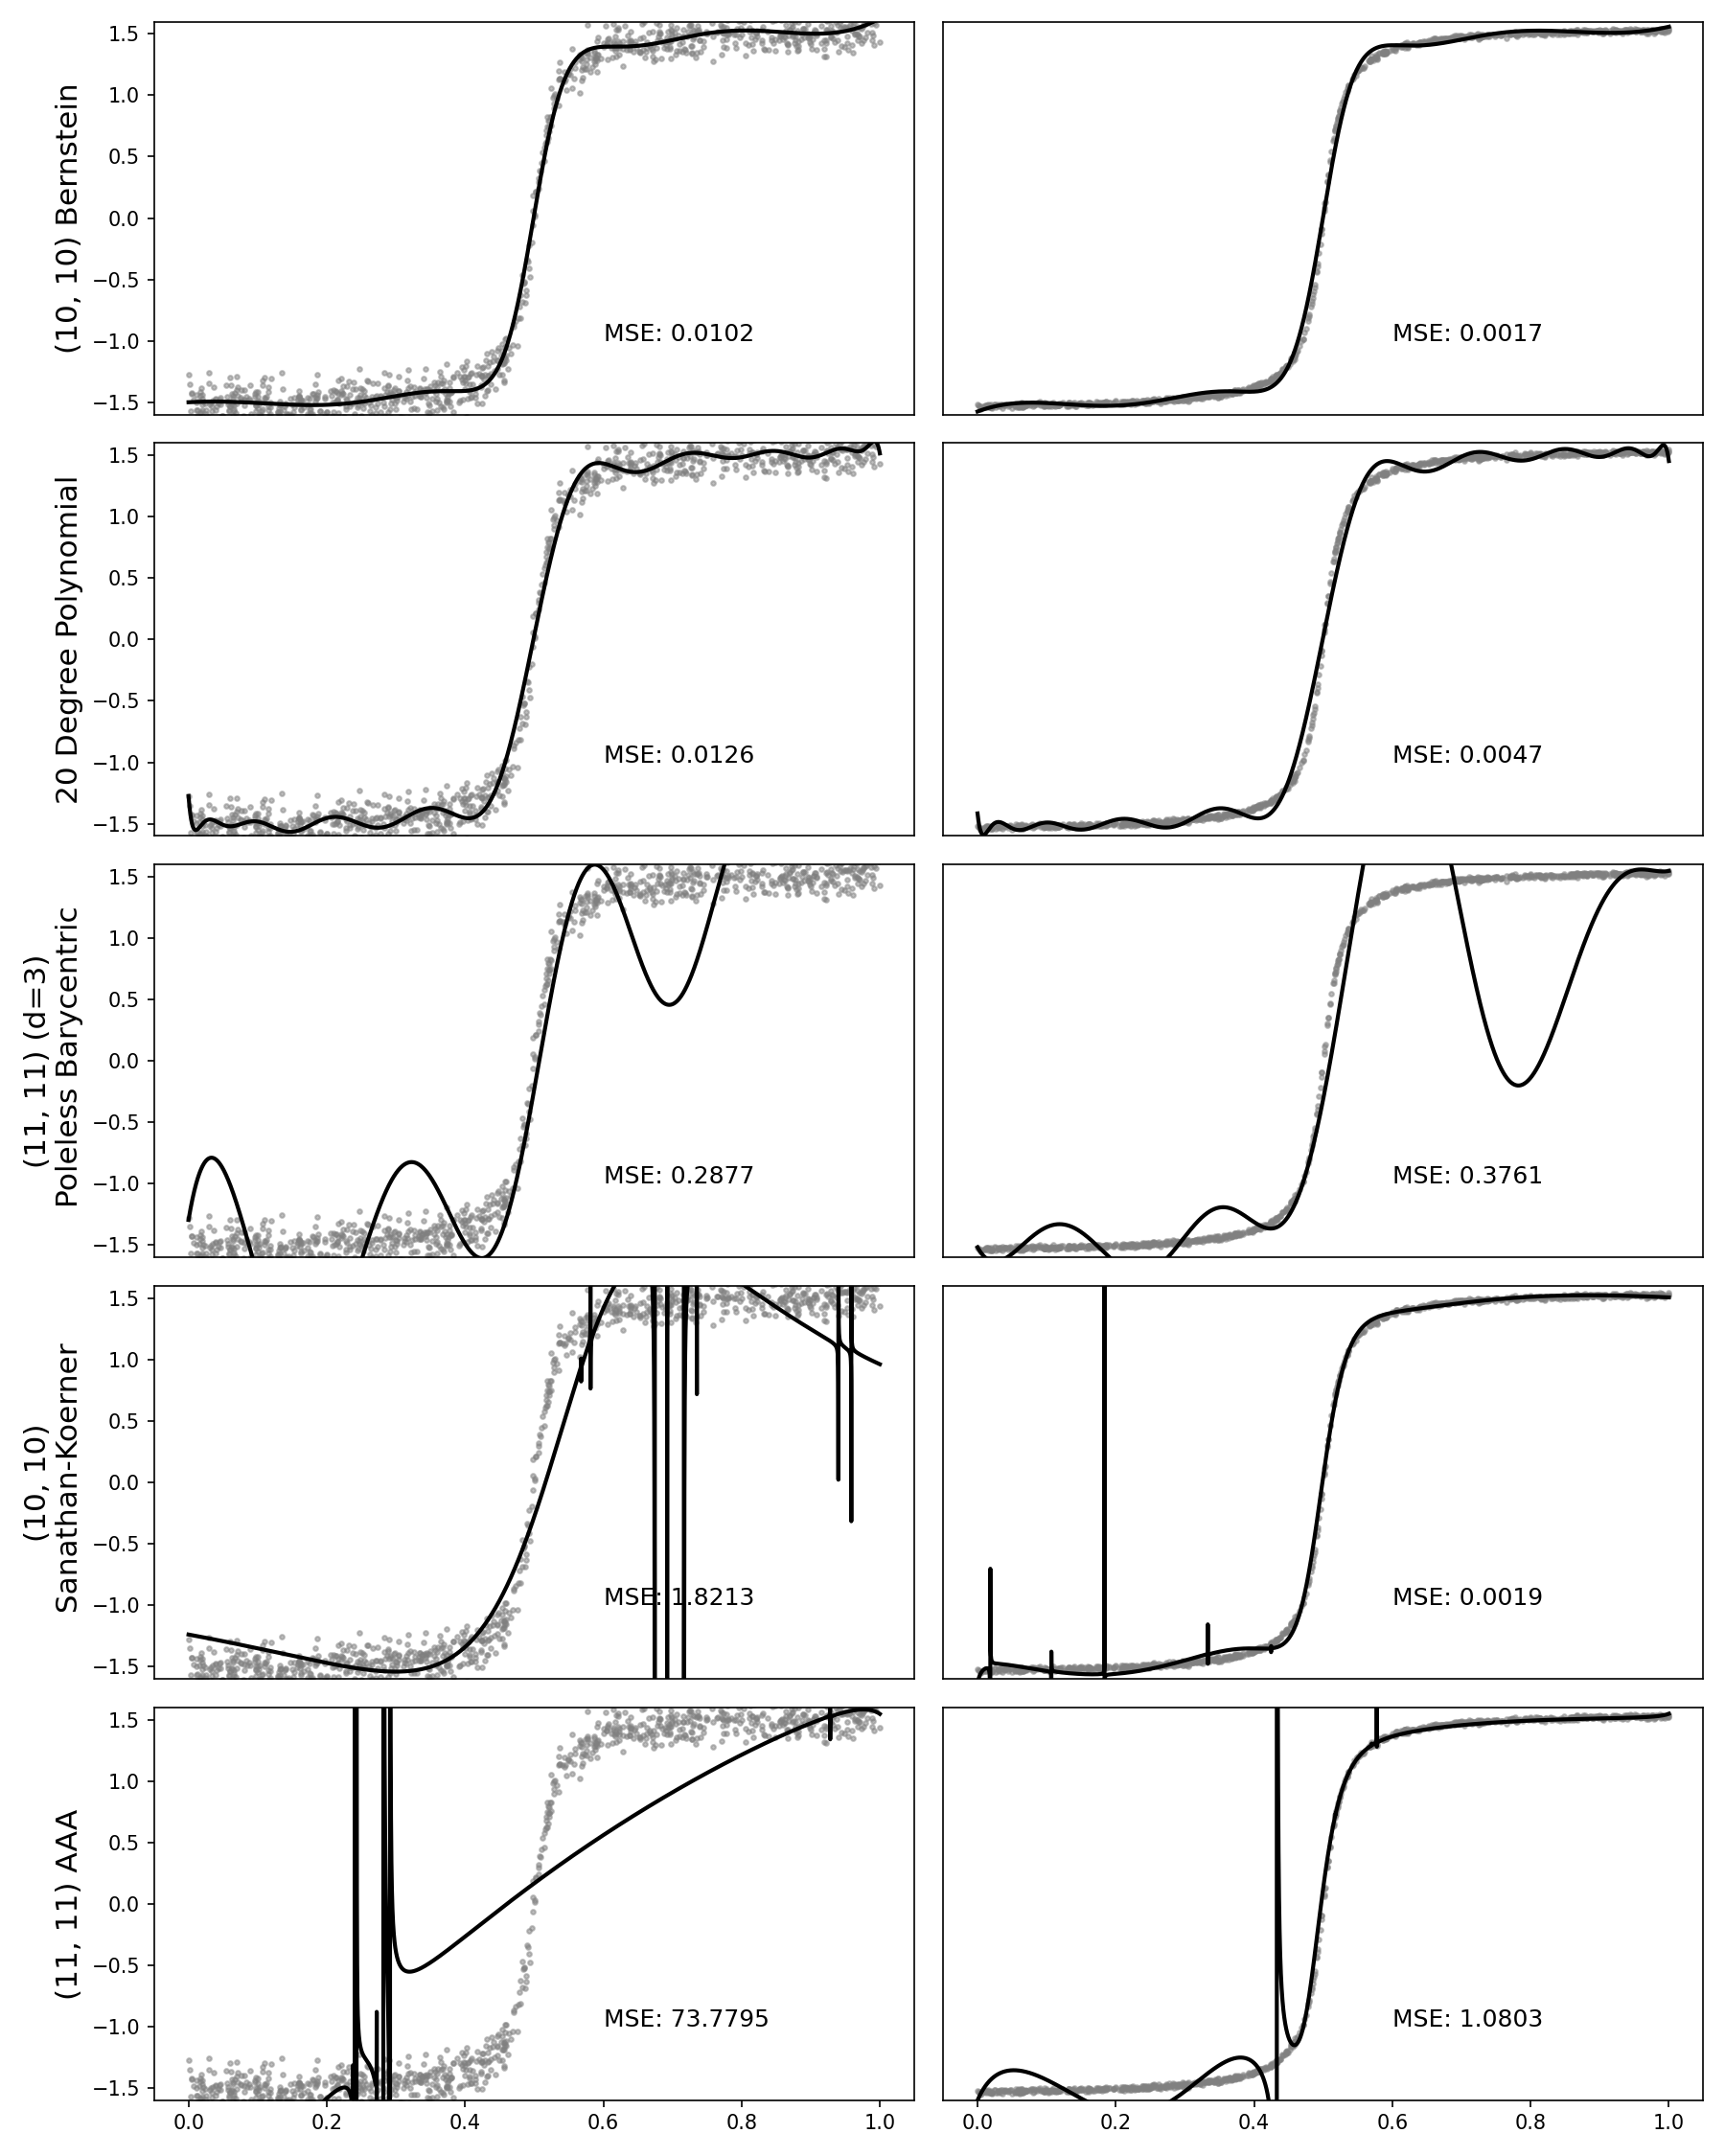 (10, 10) Bernstein
1.5
1.0
0.5
0.0
−0.5
−1.0
−1.5
MSE: 0.0102
MSE: 0.0017
20 Degree Polynomial
1.5
1.0
0.5
0.0
−0.5
−1.0
−1.5
MSE: 0.0126
MSE: 0.0047
(11, 11) (d=3)
Poleless Barycentric
1.5
1.0
0.5
0.0
−0.5
−1.0
−1.5
MSE: 0.2877
MSE: 0.3761
(10, 10)
Sanathan-Koerner
1.5
1.0
0.5
0.0
−0.5
−1.0
−1.5
MSE: 1.8213
MSE: 0.0019
(11, 11) AAA
1.5
1.0
0.5
0.0
−0.5
−1.0
−1.5
MSE: 73.7795
MSE: 1.0803
0.0 0.2 0.4 0.6 0.8 1.0
0.0 0.2 0.4 0.6 0.8 1.0